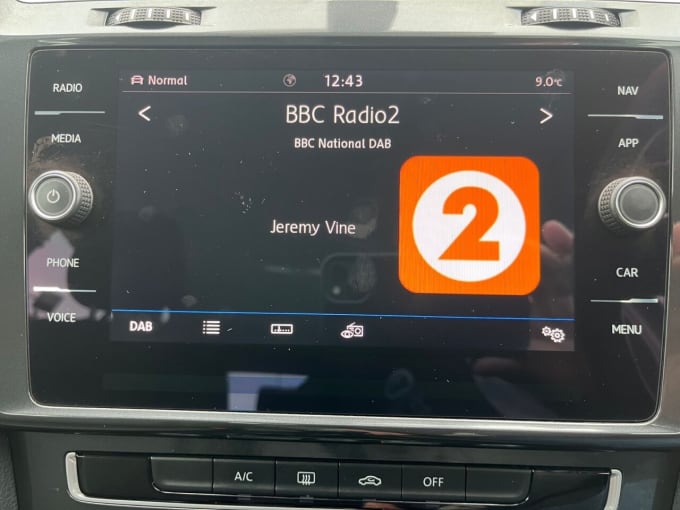 RADIO
MEDIA
PHONE
VOICE
Normal
12:43
9.0°C
< BBC Radio2 >
BBC National DAB
Jeremy Vine
2
DAB
NAV
APP
CAR
MENU
A/C
OFF